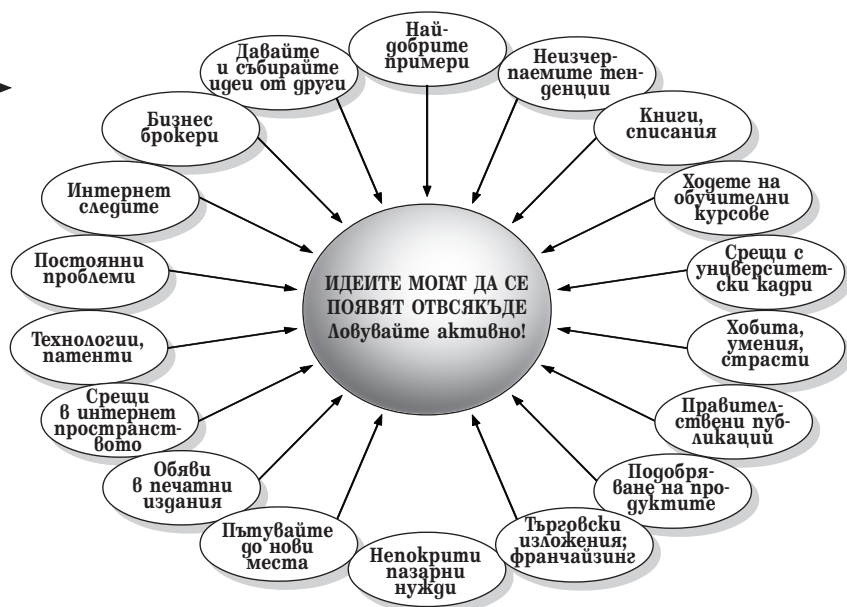 Най-
добрите
примери
Неизчер-
паемите тен-
денции
Книги,
списания
Ходете на
обучителни
курсове
Срещи с
университет-
ски кадри
Хобита,
умения,
страсти
Правител-
ствени пуб-
ликации
Подобря-
ване на про-
дуктите
Търговски
изложения;
франчайзинг
Непокрити
пазарни
нужди
Пътувайте
до нови
места
Обяви
в печатни
издания
Срещи
в интернет
пространст-
вото
Технологии,
патенти
Постоянни
проблеми
Интернет
следите
Бизнес
брокери
Давайте
и събирайте
идеи от други
ИДЕИТЕ МОГАТ ДА СЕ
ПОЯВЯТ ОТВСЯКЪДЕ
Ловувайте активно!